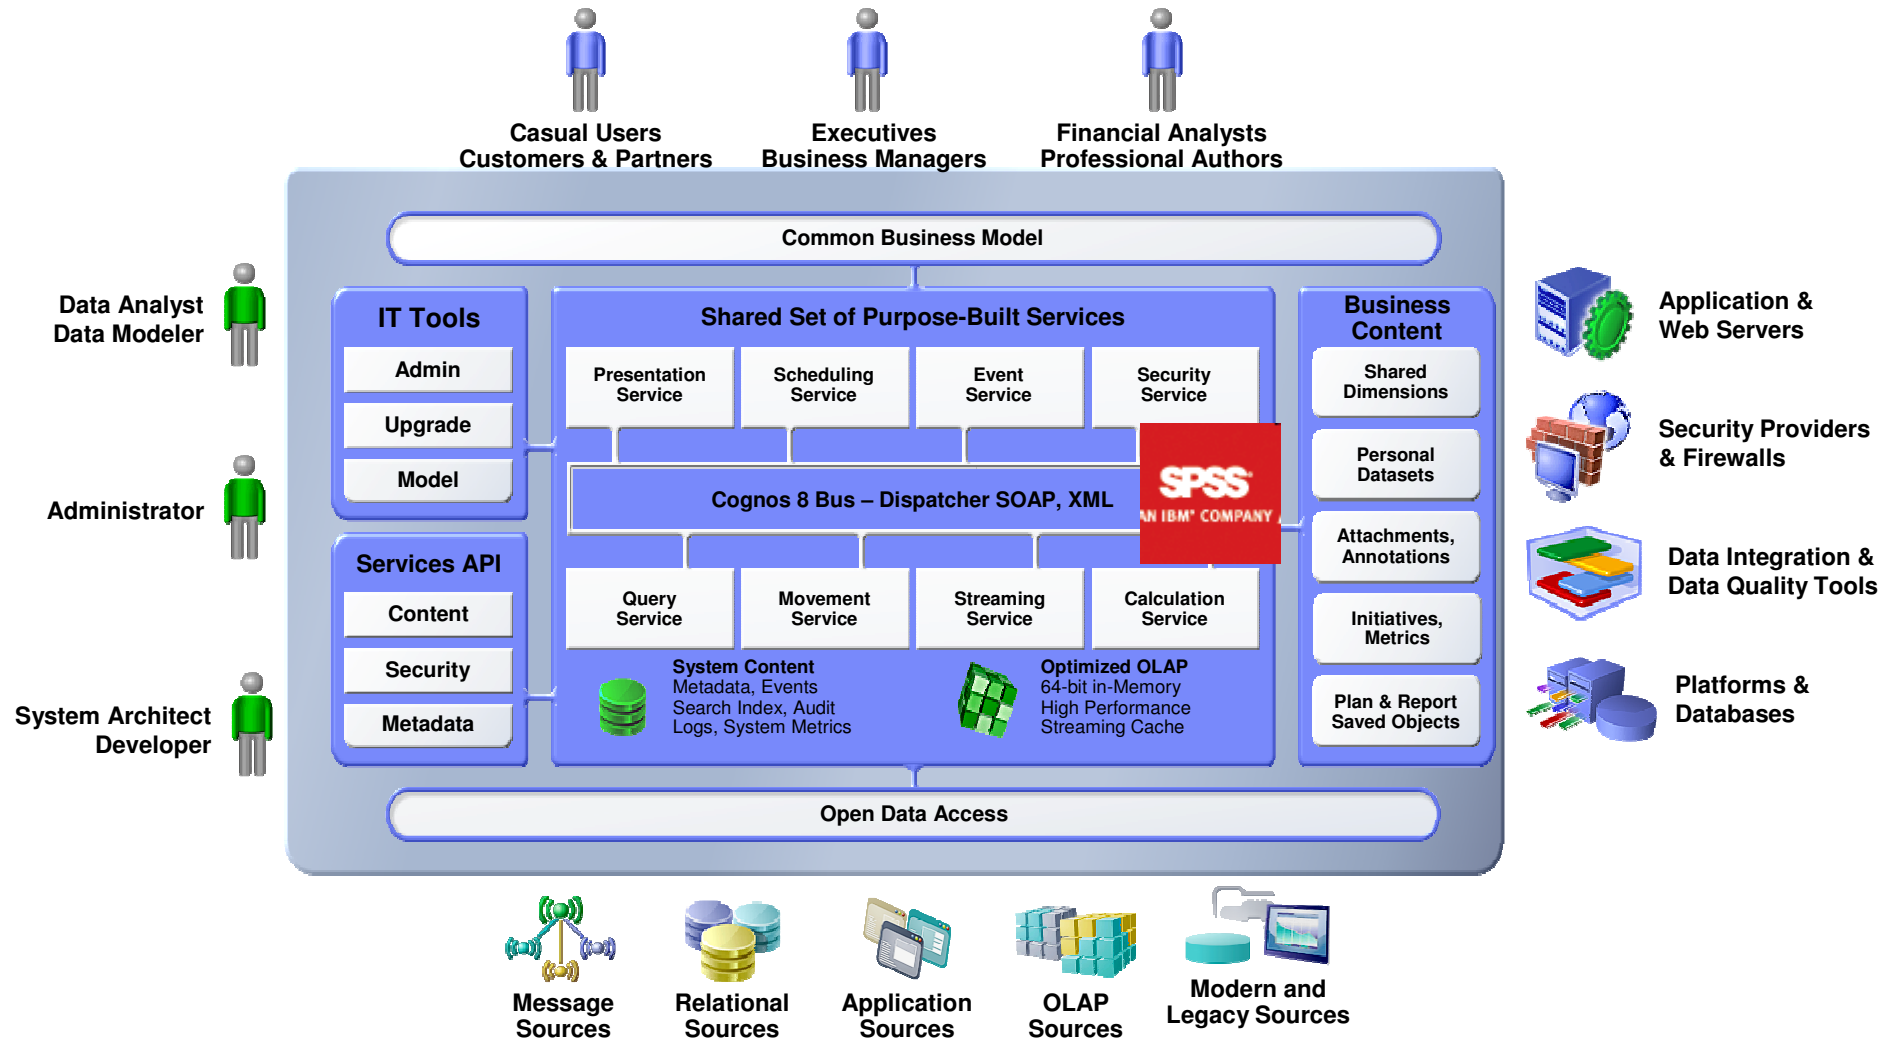 Casual Users
Customers & Partners
Executives
Business Managers
Financial Analysts
Professional Authors
Common Business Model
Data Analyst
Data Modeler
Administrator
System Architect
Developer
IT Tools
Admin
Upgrade
Model
Services API
Content
Security
Metadata
Shared Set of Purpose-Built Services
Presentation
Service
Scheduling
Service
Event
Service
Security
Service
Cognos 8 Bus – Dispatcher SOAP, XML
SPSS®
AN IBM® COMPANY
Query
Service
Movement
Service
Streaming
Service
Calculation
Service
System Content
Metadata, Events
Search Index, Audit
Logs, System Metrics
Optimized OLAP
64-bit in-Memory
High Performance
Streaming Cache
Business
Content
Shared
Dimensions
Personal
Datasets
Attachments,
Annotations
Initiatives,
Metrics
Plan & Report
Saved Objects
Application &
Web Servers
Security Providers
& Firewalls
Data Integration &
Data Quality Tools
Platforms &
Databases
Open Data Access
Message
Sources
Relational
Sources
Application
Sources
OLAP
Sources
Modern and
Legacy Sources